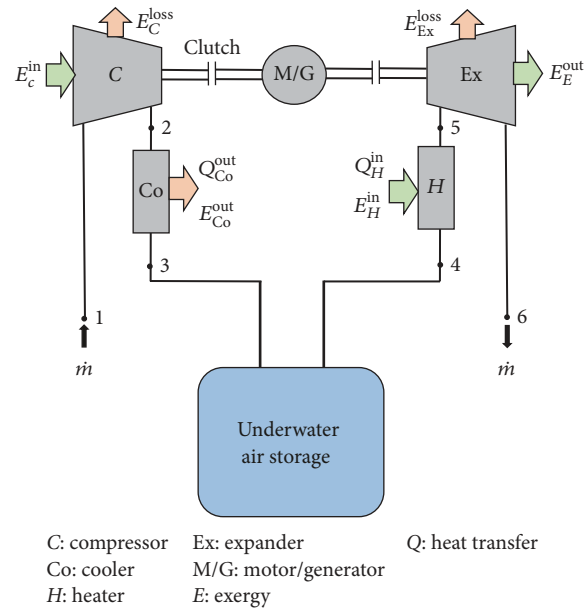 E_C^loss
E_Ex^loss
Clutch
E_c^in
C
M/G
Ex
E_E^out
2
5
Q_Co^out
Co
E_Co^out
Q_H^in
H
E_H^in
3
4
1
6
ṁ
ṁ
Underwater
air storage
C: compressor Ex: expander Q: heat transfer
Co: cooler M/G: motor/generator
H: heater E: exergy